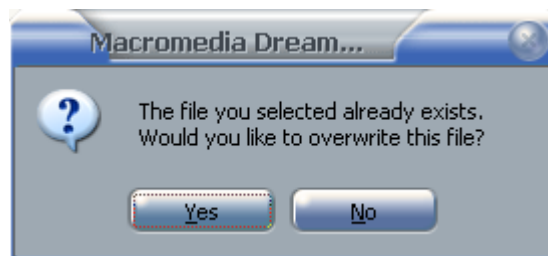 Macromedia Dream...
The file you selected already exists.
Would you like to overwrite this file?
Yes
No